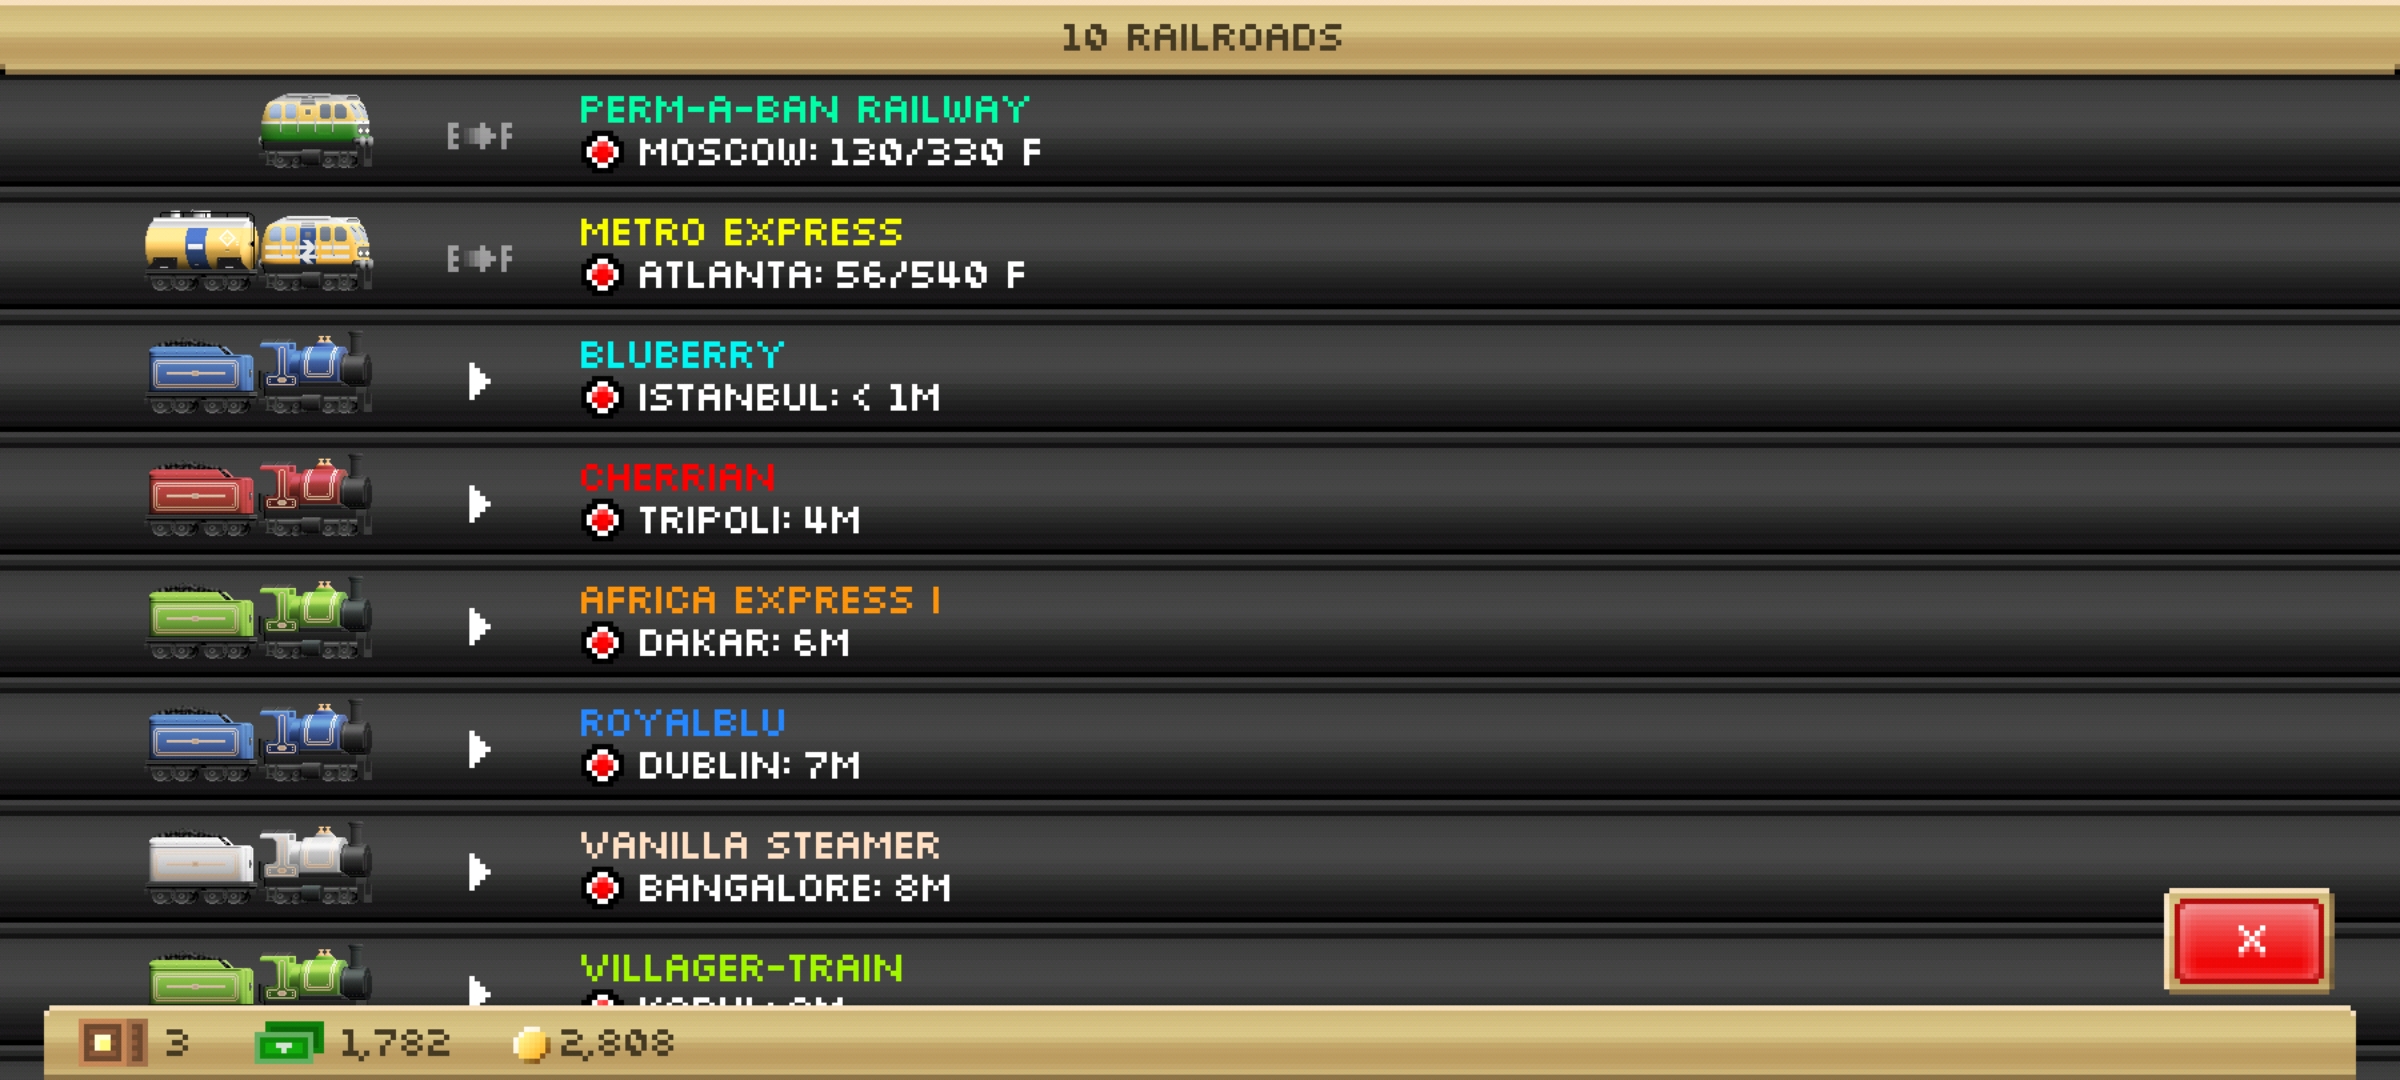 10 RAILROADS
PERM-A-BAN RAILWAY
E F
MOSCOW: 130/330 F
METRO EXPRESS
E F
ATLANTA: 56/540 F
BLUBERRY
ISTANBUL: < 1M
CHERRIAN
TRIPOLI: 4M
AFRICA EXPRESS I
DAKAR: 6M
ROYALBLU
DUBLIN: 7M
VANILLA STEAMER
BANGALORE: 8M
VILLAGER-TRAIN
X
3 1,782 2,808